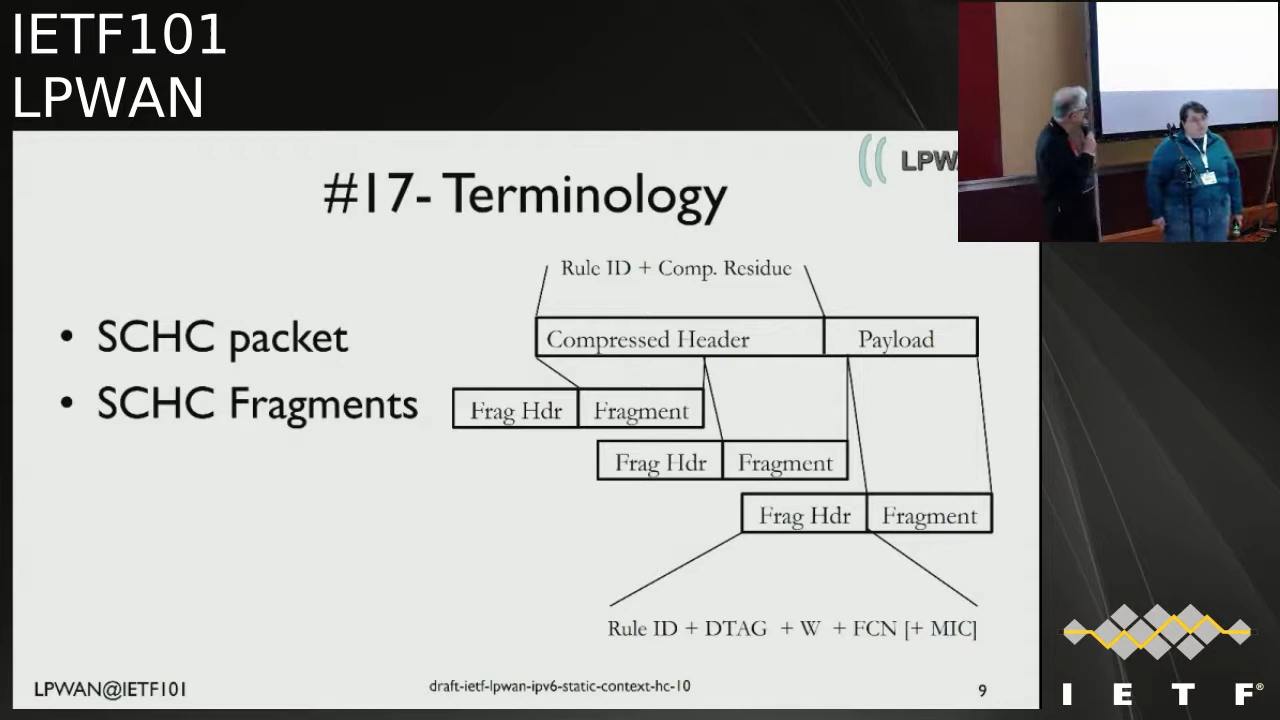 IETF101
LPWAN
LPW
#17- Terminology
Rule ID + Comp. Residue
Compressed Header
Payload
• SCHC packet
• SCHC Fragments
Frag Hdr
Fragment
Frag Hdr
Fragment
Frag Hdr
Fragment
Rule ID + DTAG + W + FCN [+ MIC]
LPWAN@IETF101
draft-ietf-lpwan-ipv6-static-context-hc-10
9
I E T F®